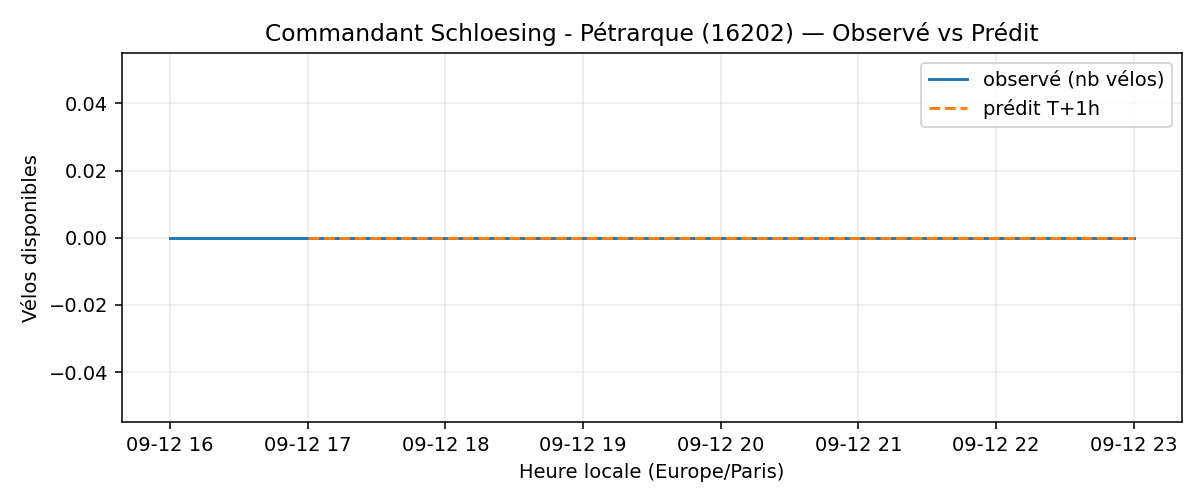 Commandant Schloesing - Pétrarque (16202) — Observé vs Prédit
observé (nb vélos)
prédit T+1h
0.04
0.02
0.00
−0.02
−0.04
Vélos disponibles
09-12 16 09-12 17 09-12 18 09-12 19 09-12 20 09-12 21 09-12 22 09-12 23
Heure locale (Europe/Paris)